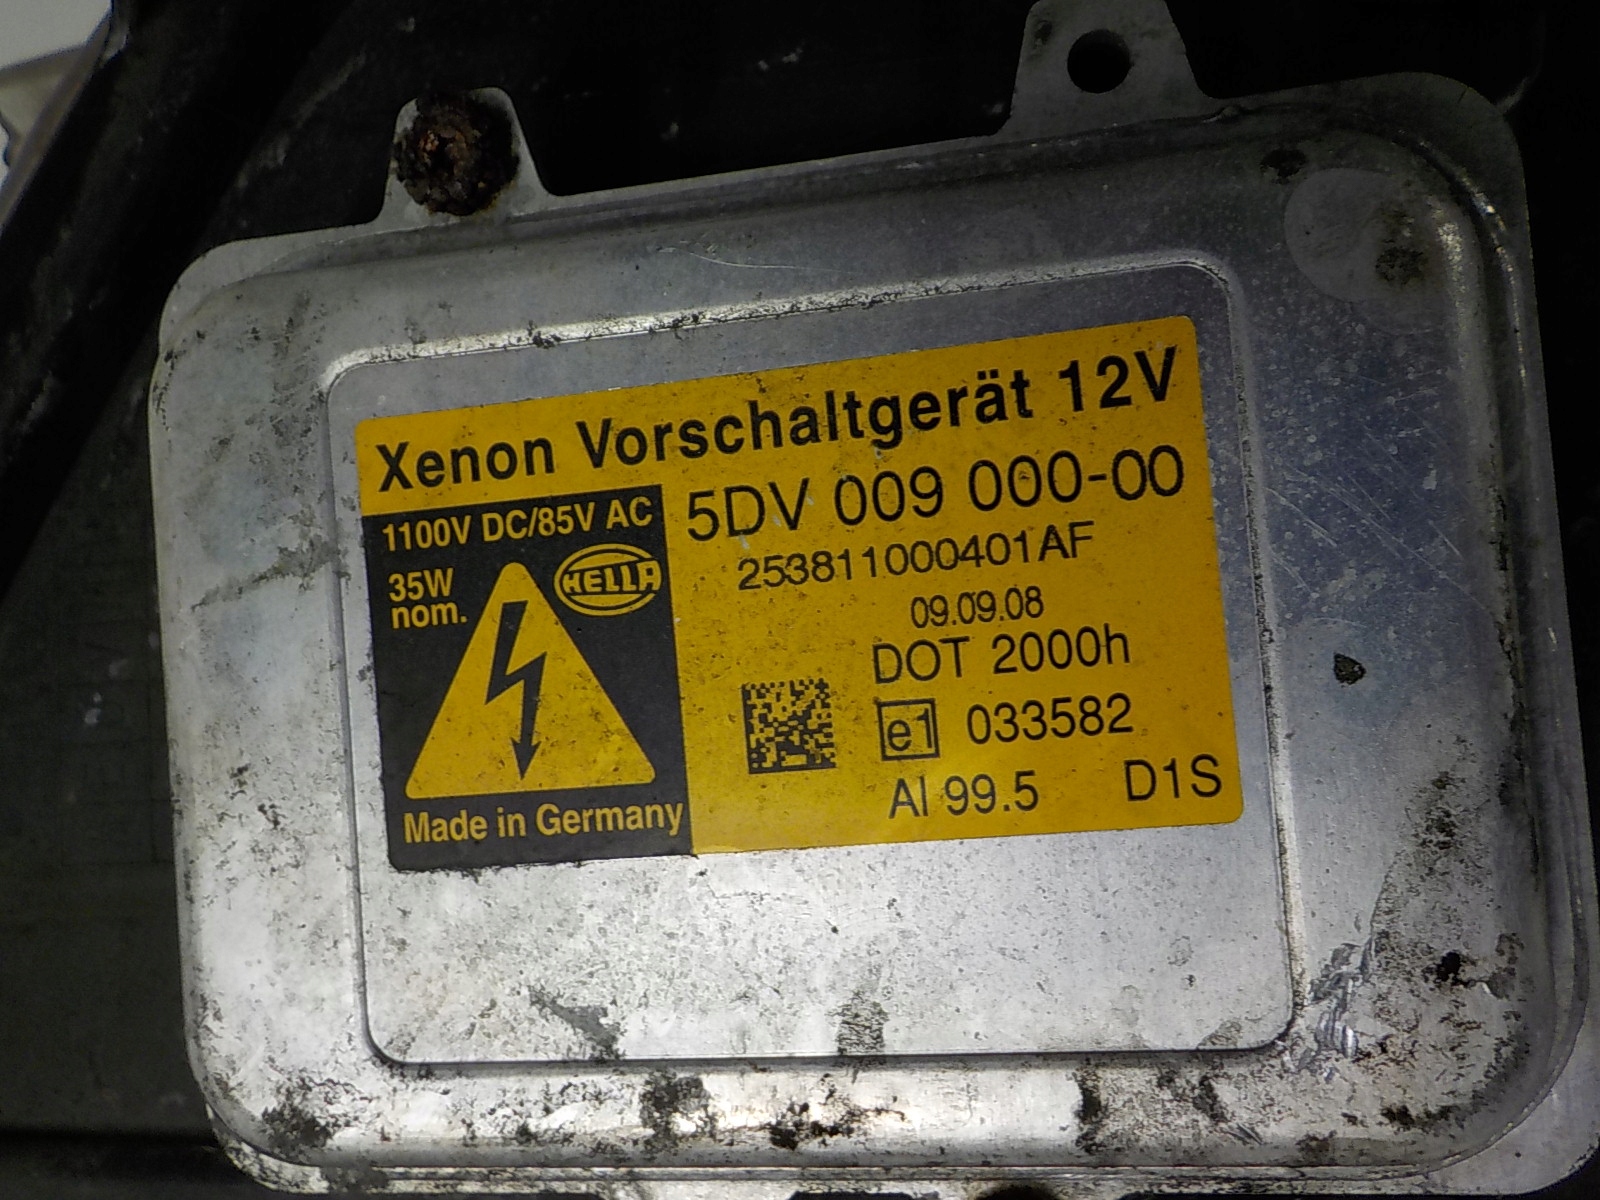 Xenon Vorschaltgerät 12V
1100V DC/85V AC
35W
nom.
HELLA
Made in Germany
5DV 009 000-00
253811000401AF
09.09.08
DOT 2000h
e1 033582
Al 99.5 D1S